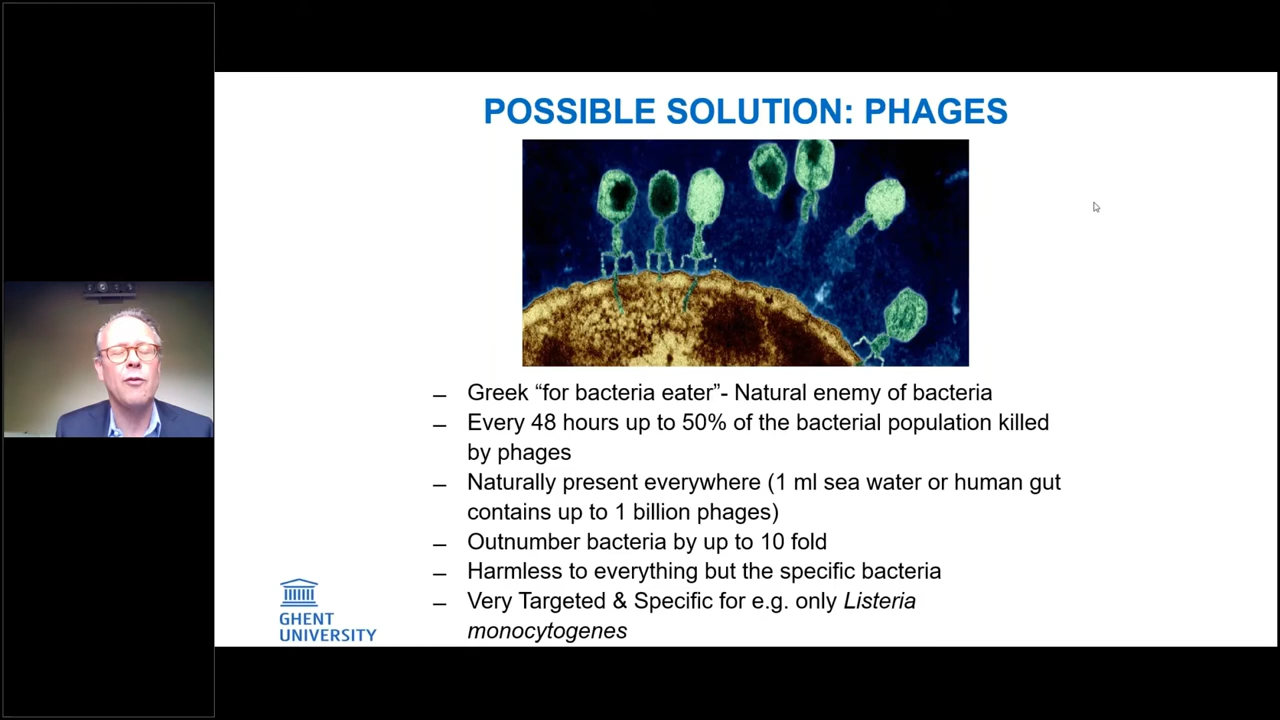 POSSIBLE SOLUTION: PHAGES
– Greek “for bacteria eater”- Natural enemy of bacteria
– Every 48 hours up to 50% of the bacterial population killed
by phages
– Naturally present everywhere (1 ml sea water or human gut
contains up to 1 billion phages)
– Outnumber bacteria by up to 10 fold
– Harmless to everything but the specific bacteria
– Very Targeted & Specific for e.g. only Listeria
monocytogenes
GHENT
UNIVERSITY